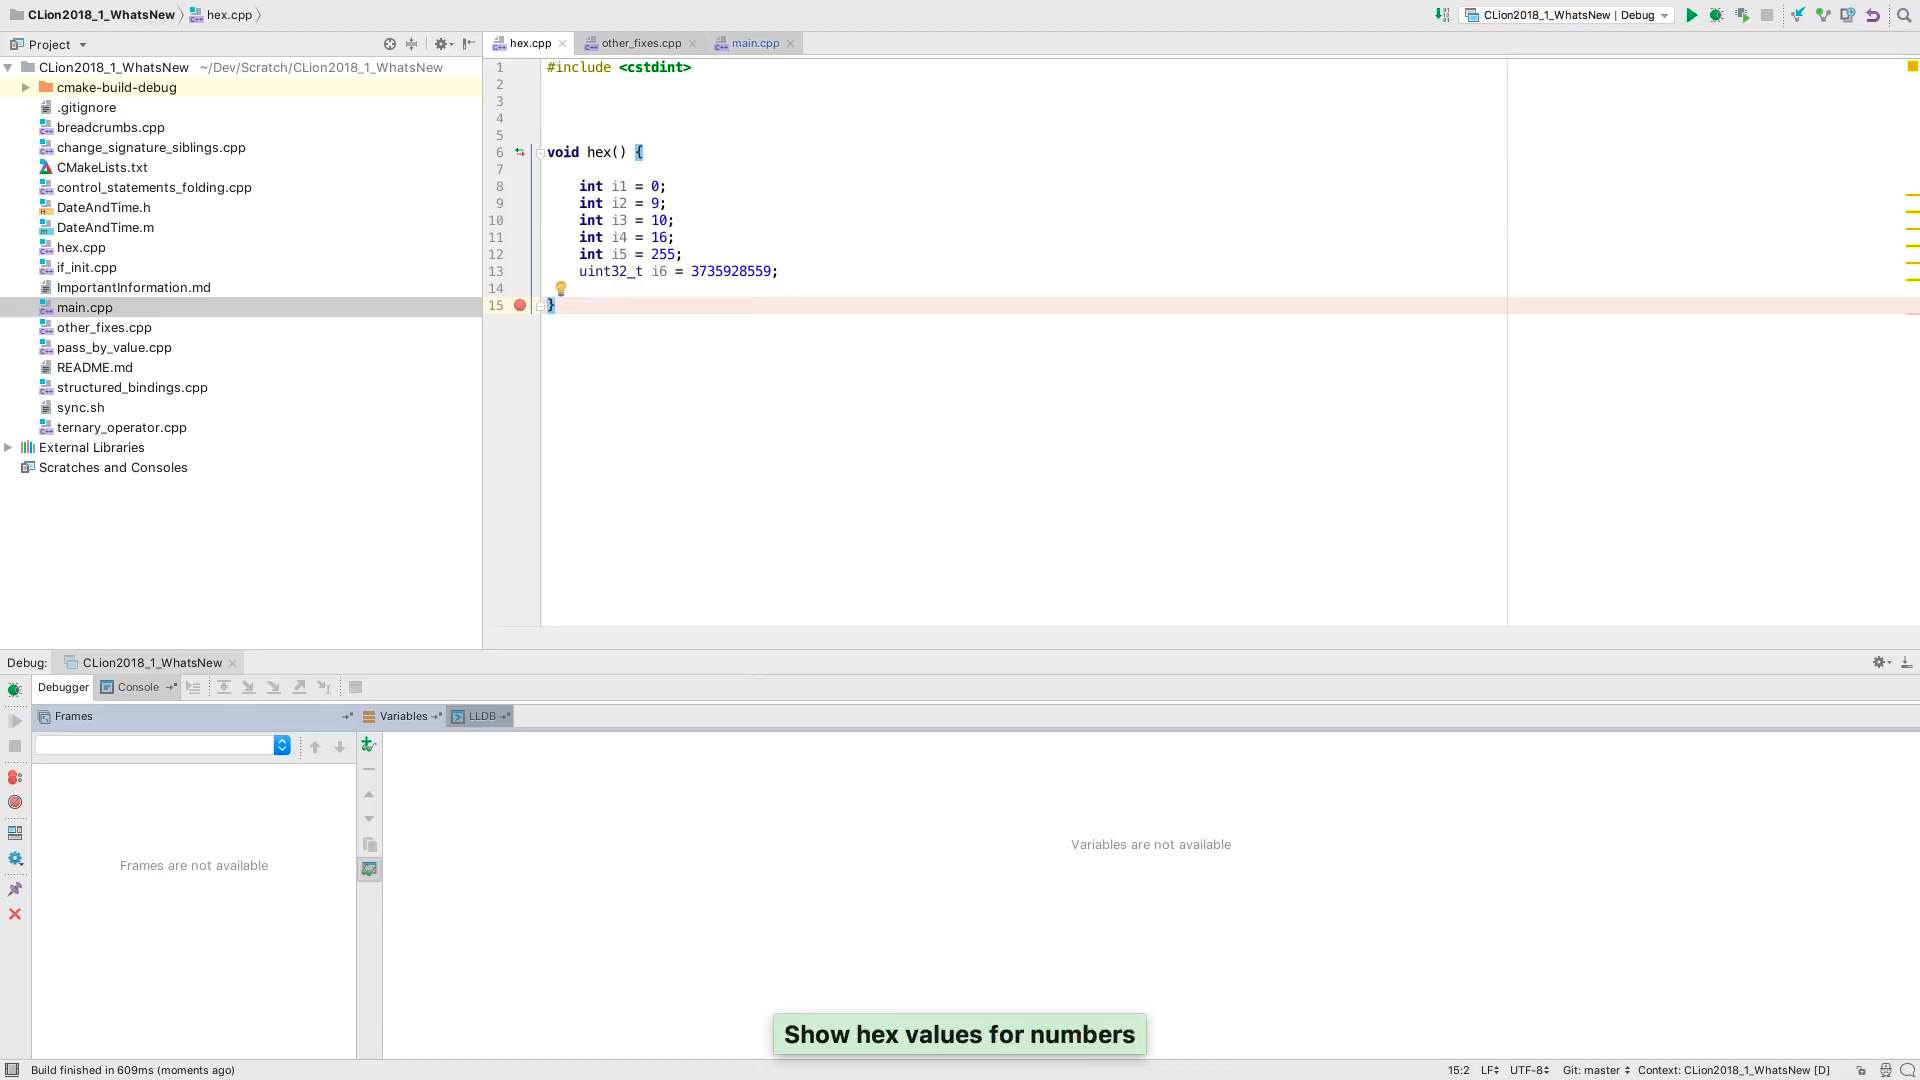 CLion2018_1_WhatsNew
hex.cpp
CLion2018_1_WhatsNew | Debug
Project
hex.cpp
other_fixes.cpp
main.cpp
CLion2018_1_WhatsNew ~/Dev/Scratch/CLion2018_1_WhatsNew
cmake-build-debug
.gitignore
breadcrumbs.cpp
change_signature_siblings.cpp
CMakeLists.txt
control_statements_folding.cpp
DateAndTime.h
DateAndTime.m
hex.cpp
if_init.cpp
ImportantInformation.md
main.cpp
other_fixes.cpp
pass_by_value.cpp
README.md
structured_bindings.cpp
sync.sh
ternary_operator.cpp
External Libraries
Scratches and Consoles
1 #include <cstdint>
2
3
4
5
6 void hex() {
7
8 int i1 = 0;
9 int i2 = 9;
10 int i3 = 10;
11 int i4 = 16;
12 int i5 = 255;
13 uint32_t i6 = 3735928559;
14
15 }
Debug: CLion2018_1_WhatsNew
Debugger Console
Frames
Variables LLDB
Frames are not available
Variables are not available
Show hex values for numbers
Build finished in 609ms (moments ago)
15:2 LF UTF-8 Git: master Context: CLion2018_1_WhatsNew [D]